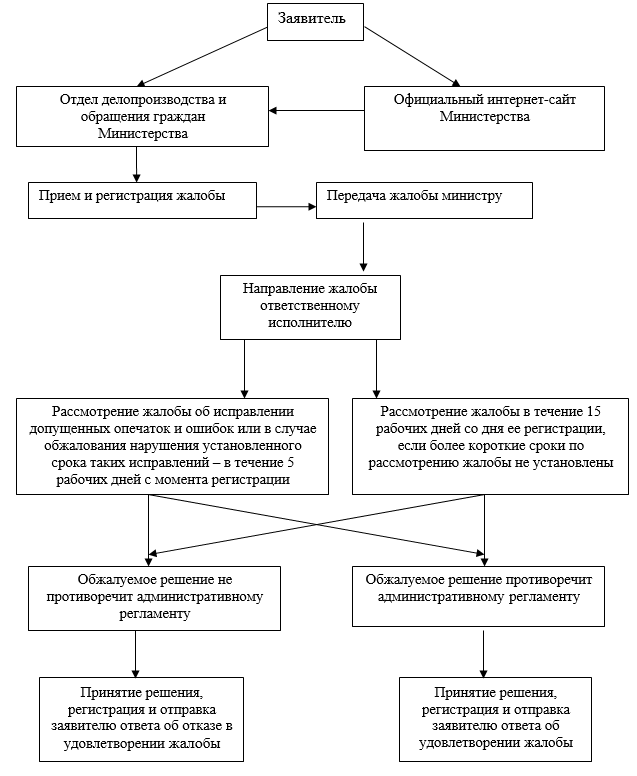 Заявитель
Отдел делопроизводства и
обращения граждан
Министерства
Официальный интернет-сайт
Министерства
Прием и регистрация жалобы
Передача жалобы министру
Направление жалобы
ответственному
исполнителю
Рассмотрение жалобы об исправлении
допущенных опечаток и ошибок или в случае
обжалования нарушения установленного
срока таких исправлений – в течение 5
рабочих дней с момента регистрации
Рассмотрение жалобы в течение 15
рабочих дней со дня ее регистрации,
если более короткие сроки по
рассмотрению жалобы не установлены
Обжалуемое решение не
противоречит административному
регламенту
Обжалуемое решение противоречит
административному регламенту
Принятие решения,
регистрация и отправка
заявителю ответа об отказе в
удовлетворении жалобы
Принятие решения,
регистрация и отправка
заявителю ответа об
удовлетворении жалобы